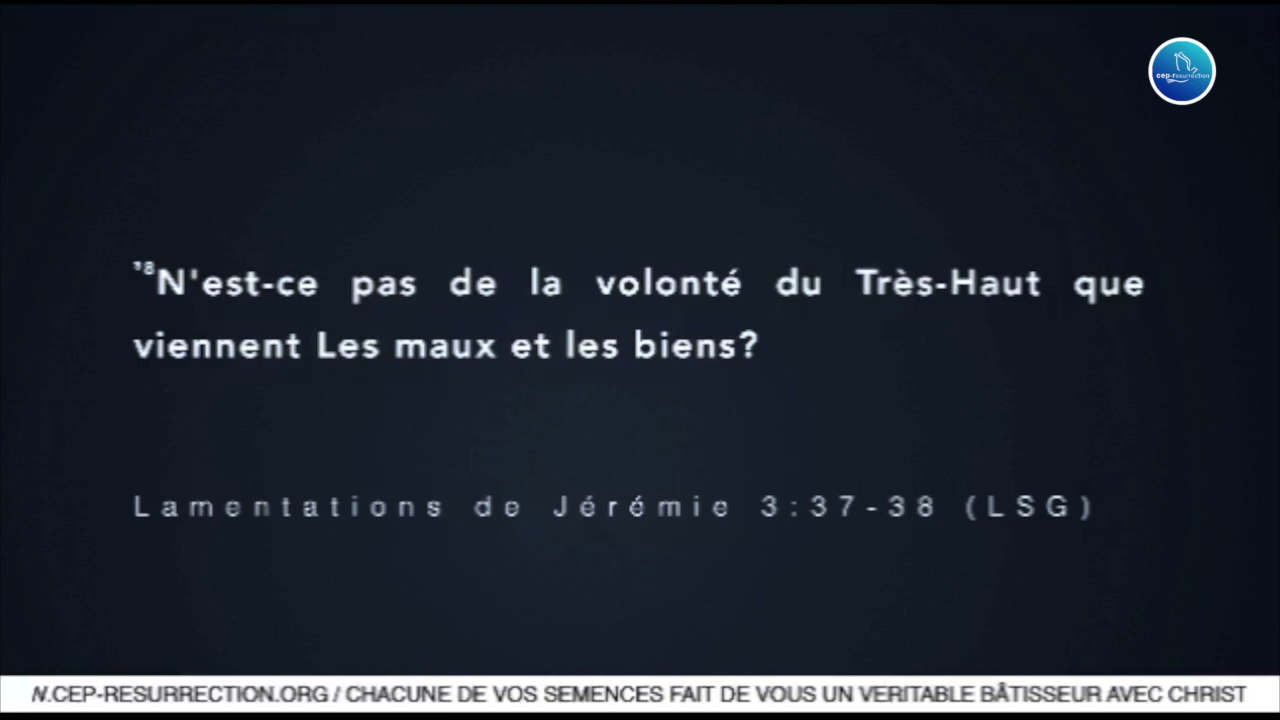 cep-resurrection
³⁸N'est-ce pas de la volonté du Très-Haut que
viennent Les maux et les biens?
Lamentations de Jérémie 3:37-38 (LSG)
.CEP-RESURRECTION.ORG / CHACUNE DE VOS SEMENCES FAIT DE VOUS UN VERITABLE BÂTISSEUR AVEC CHRIST